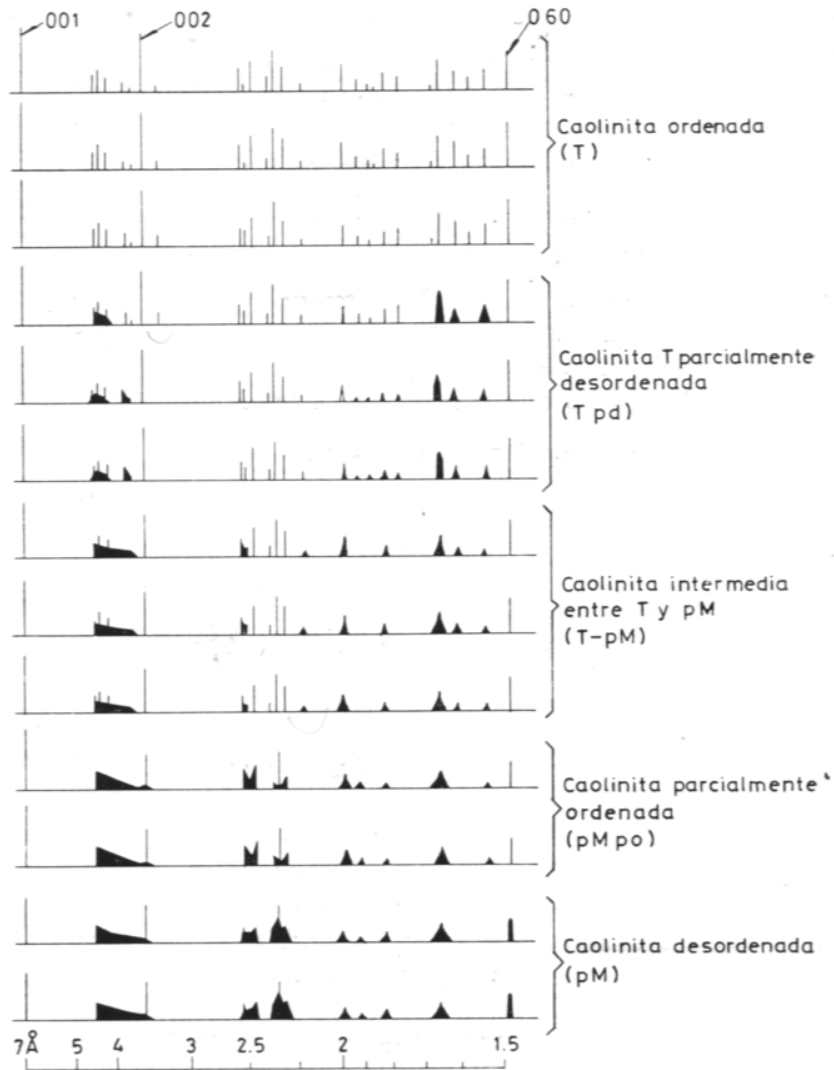 001
002
060
Caolinita ordenada
(T)
Caolinita T parcialmente
desordenada
(T pd)
Caolinita intermedia
entre T y pM
(T-pM)
Caolinita parcialmente
ordenada
(pM po)
Caolinita desordenada
(pM)
7Å 5 4 3 2.5 2 1.5